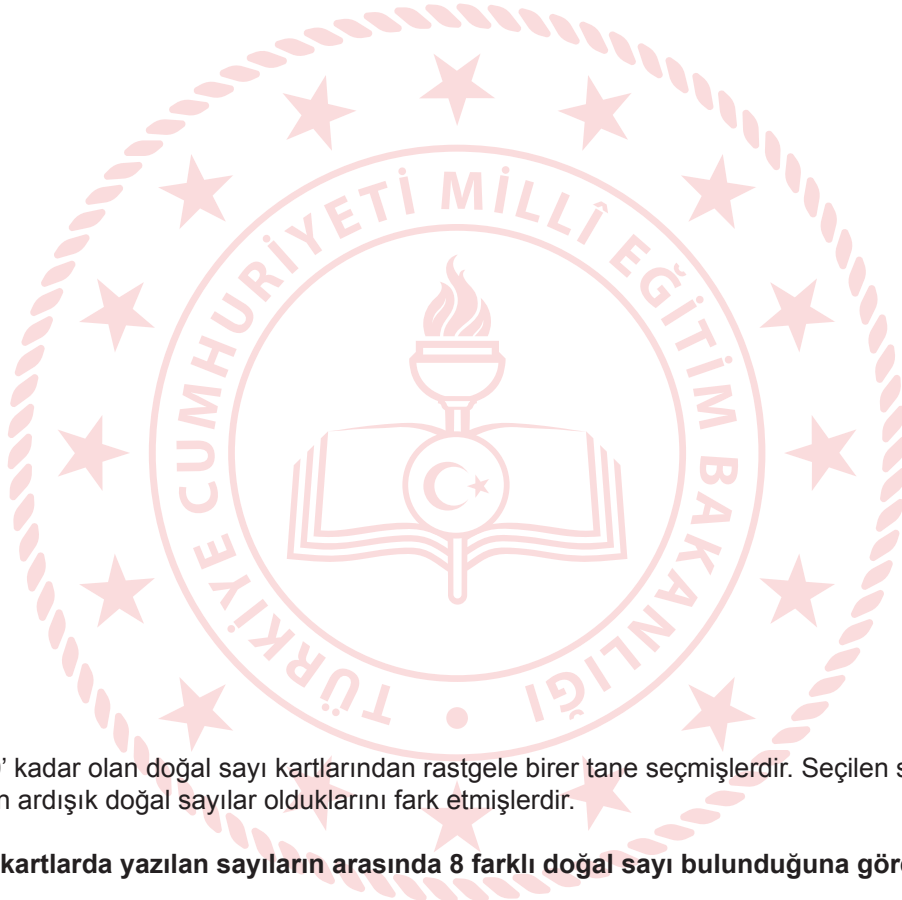 TÜRKİYE CUMHURİYETİ MİLLÎ EĞİTİM BAKANLIĞI
' kadar olan doğal sayı kartlarından rastgele birer tane seçmişlerdir. Seçilen
ardışık doğal sayılar olduklarını fark etmişlerdir.
kartlarda yazılan sayıların arasında 8 farklı doğal sayı bulunduğuna